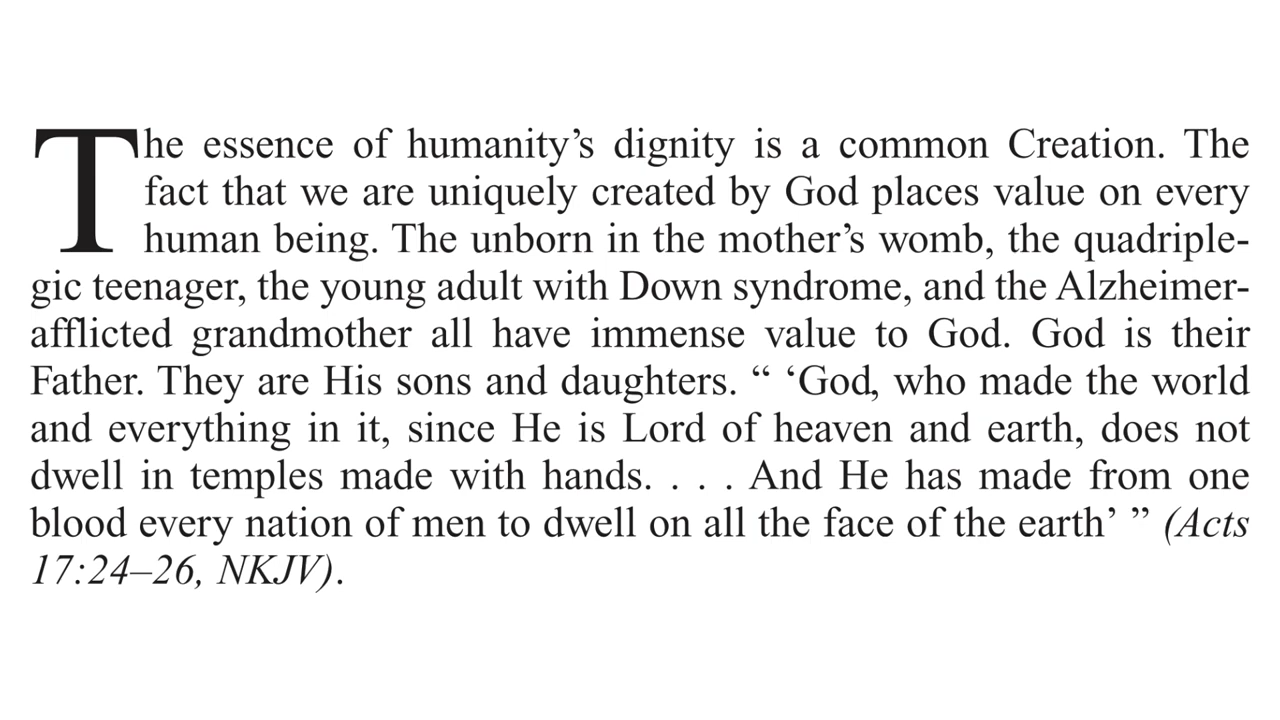 The essence of humanity’s dignity is a common Creation. The
fact that we are uniquely created by God places value on every
human being. The unborn in the mother’s womb, the quadriple-
gic teenager, the young adult with Down syndrome, and the Alzheimer-
afflicted grandmother all have immense value to God. God is their
Father. They are His sons and daughters. “ ‘God, who made the world
and everything in it, since He is Lord of heaven and earth, does not
dwell in temples made with hands. . . . And He has made from one
blood every nation of men to dwell on all the face of the earth’ ” (Acts
17:24–26, NKJV).